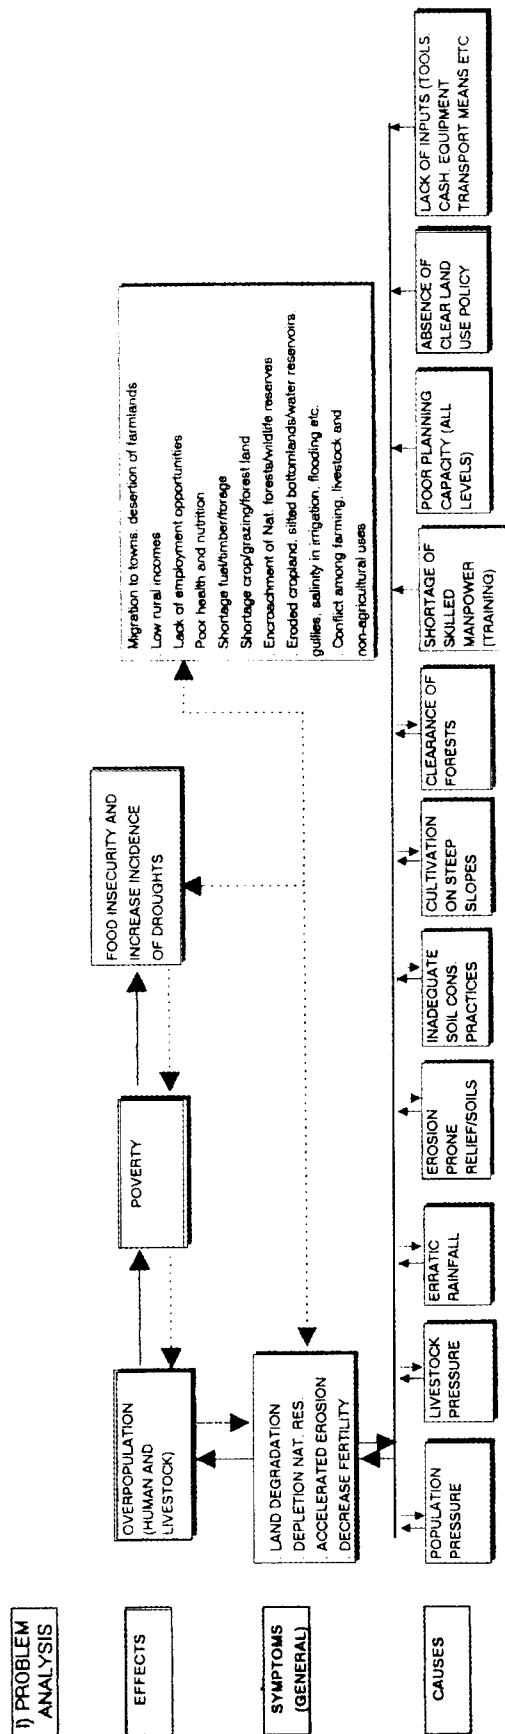 I) PROBLEM
ANALYSIS
EFFECTS
OVERPOPULATION
(HUMAN AND
LIVESTOCK)
POVERTY
FOOD INSECURITY AND
INCREASE INCIDENCE
OF DROUGHTS
Migration to towns, desertion of farmlands
Low rural incomes
Lack of employment opportunities
Poor health and nutrition
Shortage fuel/timber/forage
Shortage crop/grazing/forest land
Encroachment of Nat. forests/wildlife reserves
Eroded cropland, silted bottomlands/water reservoirs
gullies, salinity in irrigation, flooding etc.
Conflict among farming, livestock and
non-agricultural uses
SYMPTOMS
(GENERAL)
LAND DEGRADATION
DEPLETION NAT. RES.
ACCELERATED EROSION
DECREASE FERTILITY
CAUSES
POPULATION
PRESSURE
LIVESTOCK
PRESSURE
ERRATIC
RAINFALL
EROSION
PRONE
RELIEF/SOILS
INADEQUATE
SOIL CONS.
PRACTICES
CULTIVATION
ON STEEP
SLOPES
CLEARANCE OF
FORESTS
SHORTAGE OF
SKILLED
MANPOWER
(TRAINING)
POOR PLANNING
CAPACITY (ALL
LEVELS)
ABSENCE OF
CLEAR LAND
USE POLICY
LACK OF INPUTS (TOOLS,
CASH, EQUIPMENT
TRANSPORT MEANS ETC